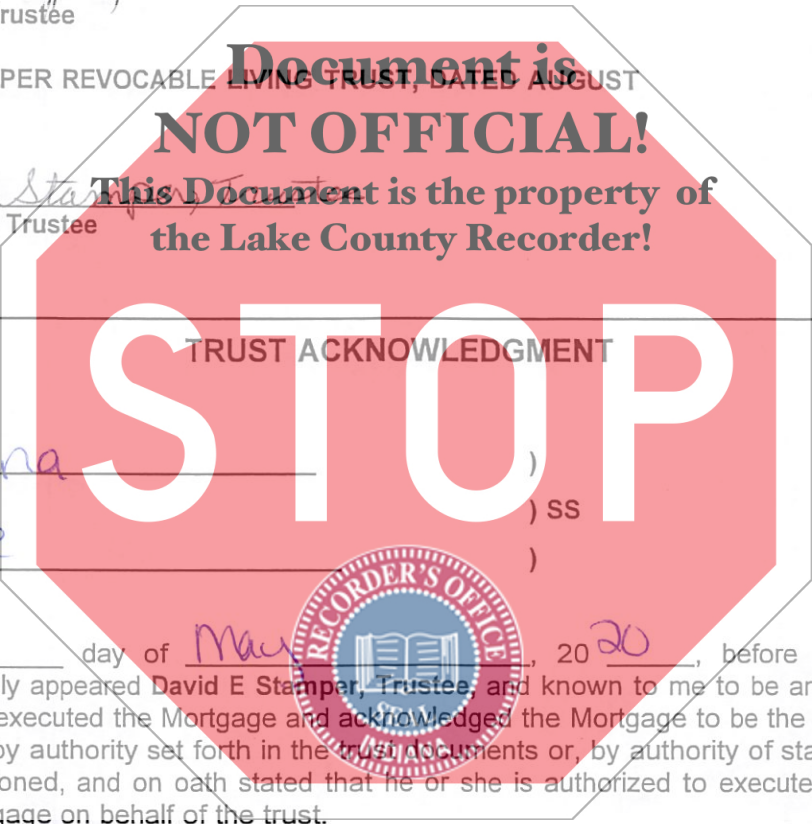 rustee
Document is
PER REVOCABLE LIVING TRUST, DATED AUGUST
NOT OFFICIAL!
Stamper, Trustee
This Document is the property of
Trustee
the Lake County Recorder!
STOP
TRUST ACKNOWLEDGMENT
na )
) SS
)
RECORDER'S OFFICE
SEAL
day of May, 20 20, before
ly appeared David E Stamper, Trustee, and known to me to be an
executed the Mortgage and acknowledged the Mortgage to be the
by authority set forth in the trust documents or, by authority of sta
oned, and on oath stated that he or she is authorized to execute
gage on behalf of the trust.